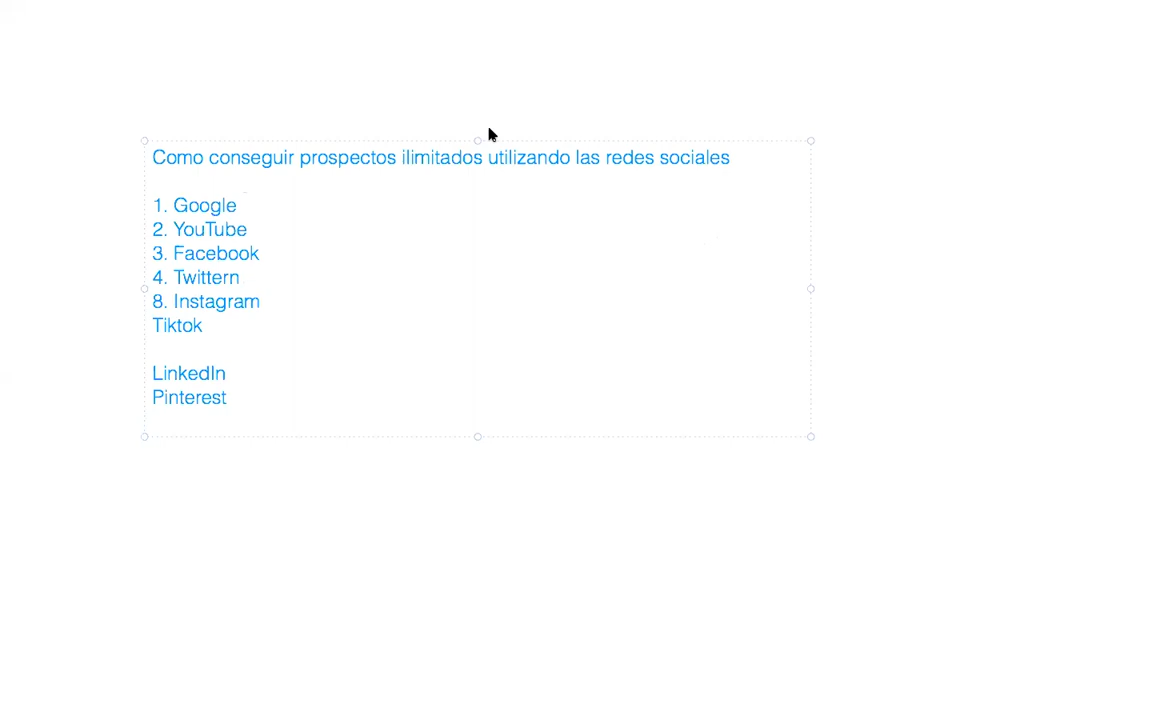 Como conseguir prospectos ilimitados utilizando las redes sociales
1. Google
2. YouTube
3. Facebook
4. Twittern
8. Instagram
Tiktok
LinkedIn
Pinterest